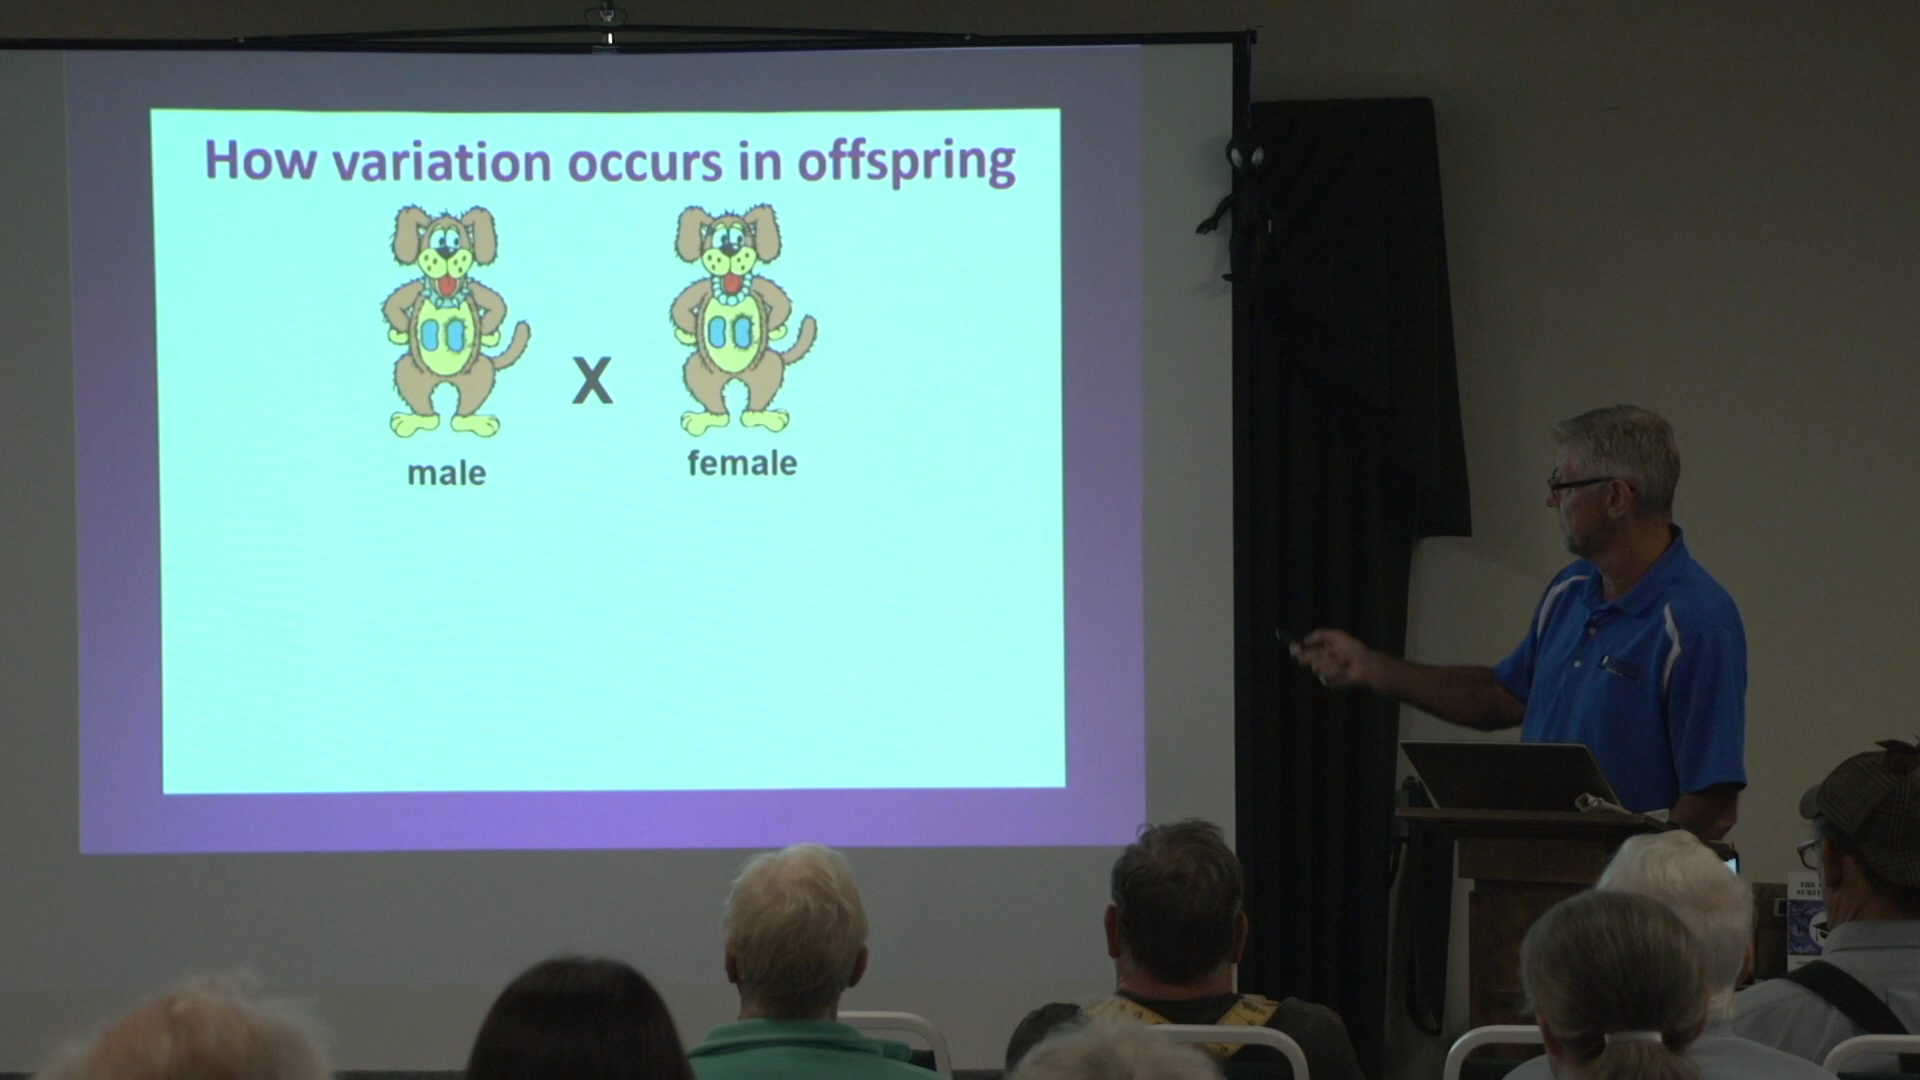 How variation occurs in offspring
X
male
female